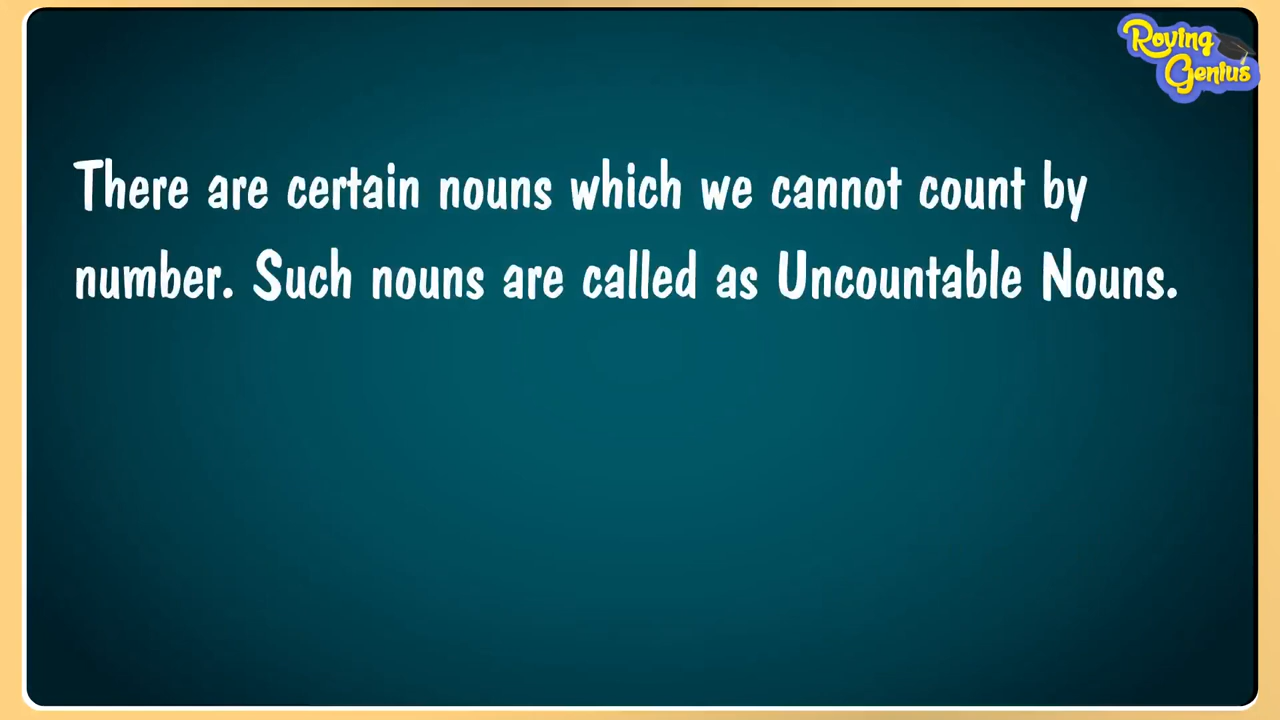 Roving
Genius
There are certain nouns which we cannot count by
number. Such nouns are called as Uncountable Nouns.